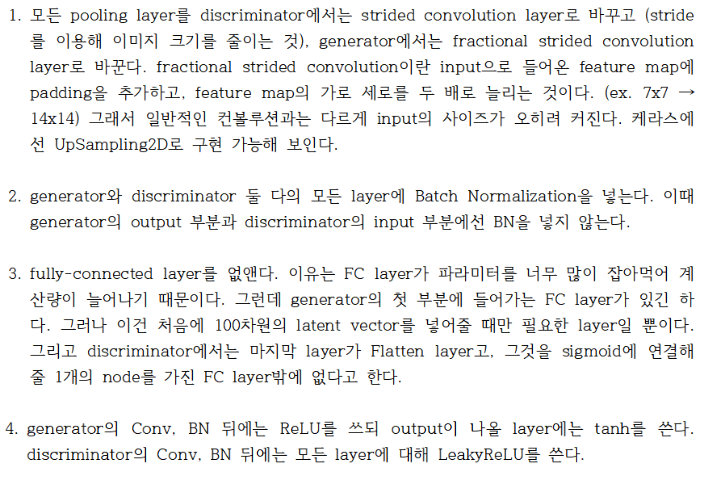 1. 모든 pooling layer를 discriminator에서는 strided convolution layer로 바꾸고 (stride
를 이용해 이미지 크기를 줄이는 것), generator에서는 fractional strided convolution
layer로 바꾼다. fractional strided convolution이란 input으로 들어온 feature map에
padding을 추가하고, feature map의 가로 세로를 두 배로 늘리는 것이다. (ex. 7x7 →
14x14) 그래서 일반적인 컨볼루션과는 다르게 input의 사이즈가 오히려 커진다. 케라스에
선 UpSampling2D로 구현 가능해 보인다.
2. generator와 discriminator 둘 다의 모든 layer에 Batch Normalization을 넣는다. 이때
generator의 output 부분과 discriminator의 input 부분에선 BN을 넣지 않는다.
3. fully-connected layer를 없앤다. 이유는 FC layer가 파라미터를 너무 많이 잡아먹어 계
산량이 늘어나기 때문이다. 그런데 generator의 첫 부분에 들어가는 FC layer가 있긴 하
다. 그러나 이건 처음에 100차원의 latent vector를 넣어줄 때만 필요한 layer일 뿐이다.
그리고 discriminator에서는 마지막 layer가 Flatten layer고, 그것을 sigmoid에 연결해
줄 1개의 node를 가진 FC layer밖에 없다고 한다.
4. generator의 Conv, BN 뒤에는 ReLU를 쓰되 output이 나올 layer에는 tanh를 쓴다.
discriminator의 Conv, BN 뒤에는 모든 layer에 대해 LeakyReLU를 쓴다.